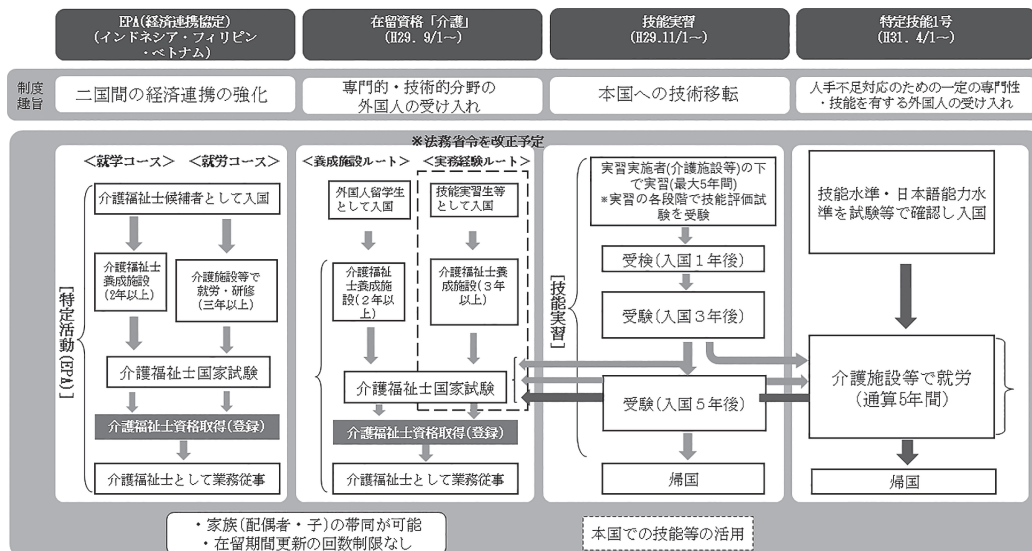 EPA(経済連携協定)
(インドネシア・フィリピン
・ベトナム)
在留資格「介護」
(H29. 9/1～)
技能実習
(H29.11/1～)
特定技能1号
(H31. 4/1～)
制度
趣旨
二国間の経済連携の強化
専門的・技術的分野の
外国人の受け入れ
本国への技術移転
人手不足対応のための一定の専門性
・技能を有する外国人の受け入れ
※法務省令を改正予定
＜就学コース＞
＜就労コース＞
介護福祉士候補者として入国
介護福祉士
養成施設
(2年以上)
介護施設等で
就労・研修
(三年以上)
[特定活動(EPA)]
介護福祉士国家試験
介護福祉士資格取得(登録)
介護福祉士として業務従事
＜養成施設ルート＞
＜実務経験ルート＞
外国人留学生
として入国
技能実習生等
として入国
介護福祉
士養成施
設(２年以
上)
介護福祉士養
成施設(３年
以上)
介護福祉士国家試験
介護福祉士資格取得(登録)
介護福祉士として業務従事
・家族(配偶者・子)の帯同が可能
・在留期間更新の回数制限なし
実習実施者(介護施設等)の下
で実習(最大5年間)
※実習の各段階で技能評価試
験を受験
[技能実習]
受検(入国１年後)
受験(入国３年後)
受験(入国５年後)
帰国
本国での技能等の活用
技能水準・日本語能力水
準を試験等で確認し入国
介護施設等で就労
(通算5年間)
帰国